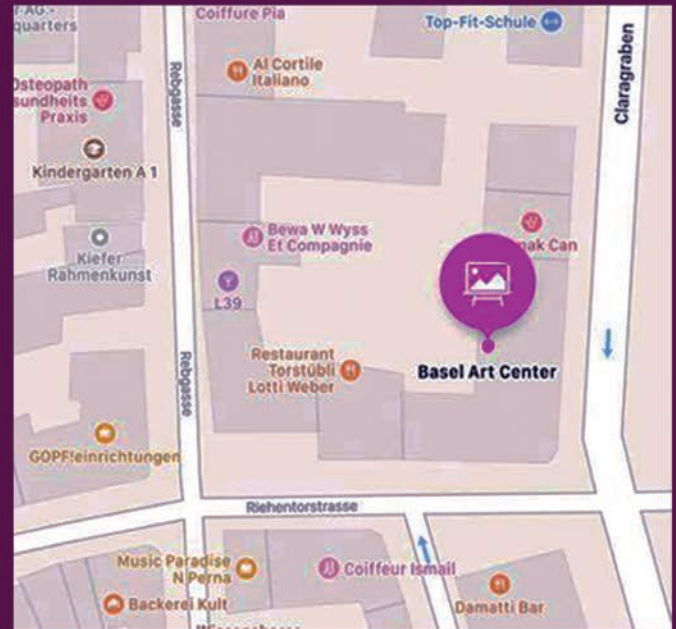 Coiffure Pia
Top-Fit-Schule
AG-
quarters
Al Cortile
Italiano
Rebgasse
Claragraben
Osteopath
sundheits
Praxis
Kindergarten A 1
Bewa W Wyss
Et Compagnie
Kiefer
Rahmenkunst
L39
Basel Art Center
Restaurant
Torstübli
Lotti Weber
Rebgasse
GOPF!einrichtungen
Riehentorstrasse
Music Paradise
N Perna
Coiffeur Ismail
Backerei Kult
Damatti Bar